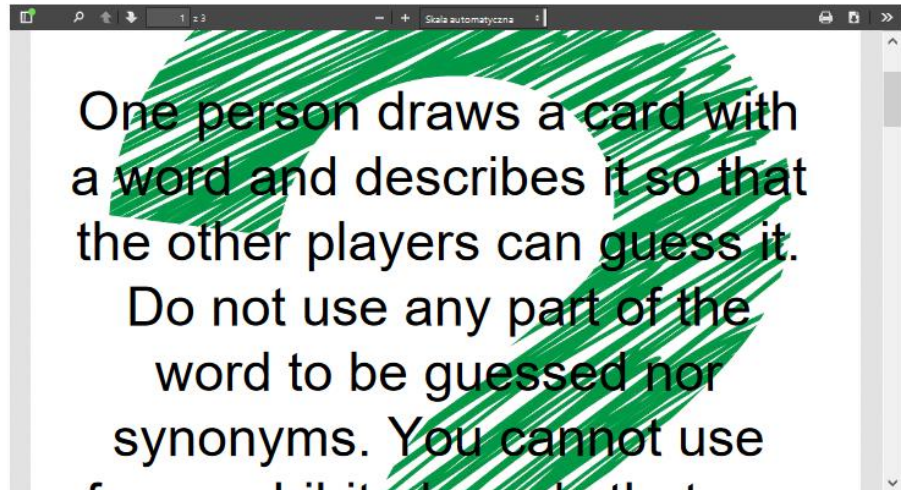 1 z 3
Skala automatyczna
One person draws a card with
a word and describes it so that
the other players can guess it.
Do not use any part of the
word to be guessed nor
synonyms. You cannot use